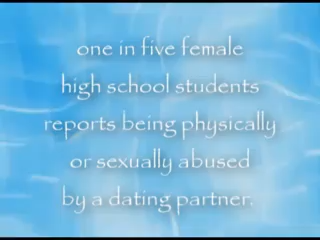 one in five female
high school students
reports being physically
or sexually abused
by a dating partner.